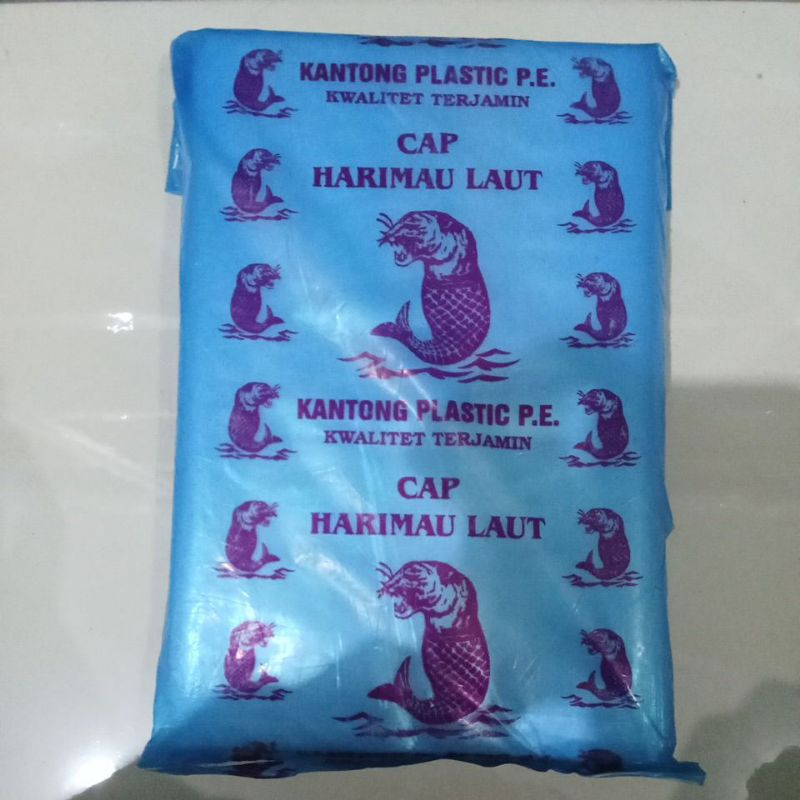 KANTONG PLASTIC P.E.
KWALITET TERJAMIN
CAP
HARIMAU LAUT
KANTONG PLASTIC P.E.
KWALITET TERJAMIN
CAP
HARIMAU LAUT